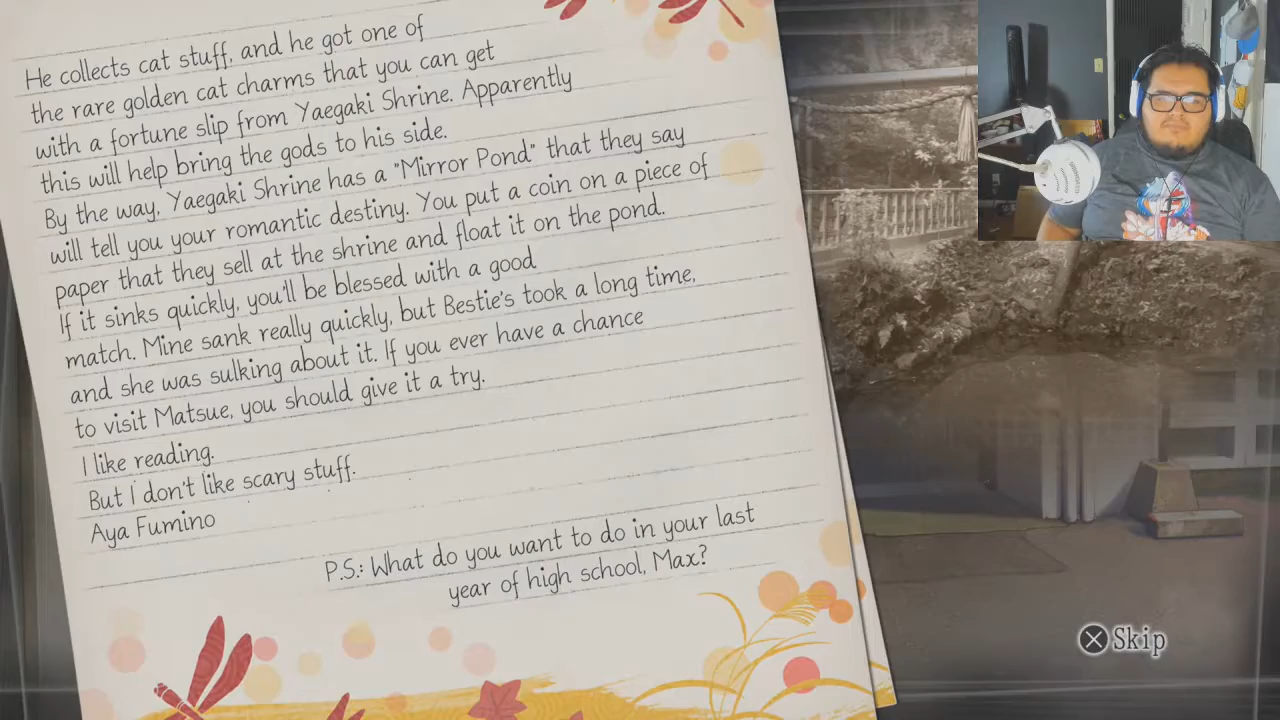 He collects cat stuff, and he got one of
the rare golden cat charms that you can get
with a fortune slip from Yaegaki Shrine. Apparently
this will help bring the gods to his side.
By the way, Yaegaki Shrine has a "Mirror Pond" that they say
will tell you your romantic destiny. You put a coin on a piece of
paper that they sell at the shrine and float it on the pond.
If it sinks quickly, you'll be blessed with a good
match. Mine sank really quickly, but Bestie's took a long time,
and she was sulking about it. If you ever have a chance
to visit Matsue, you should give it a try.
I like reading.
But I don't like scary stuff.
Aya Fumino
P.S.: What do you want to do in your last
year of high school, Max?
Skip